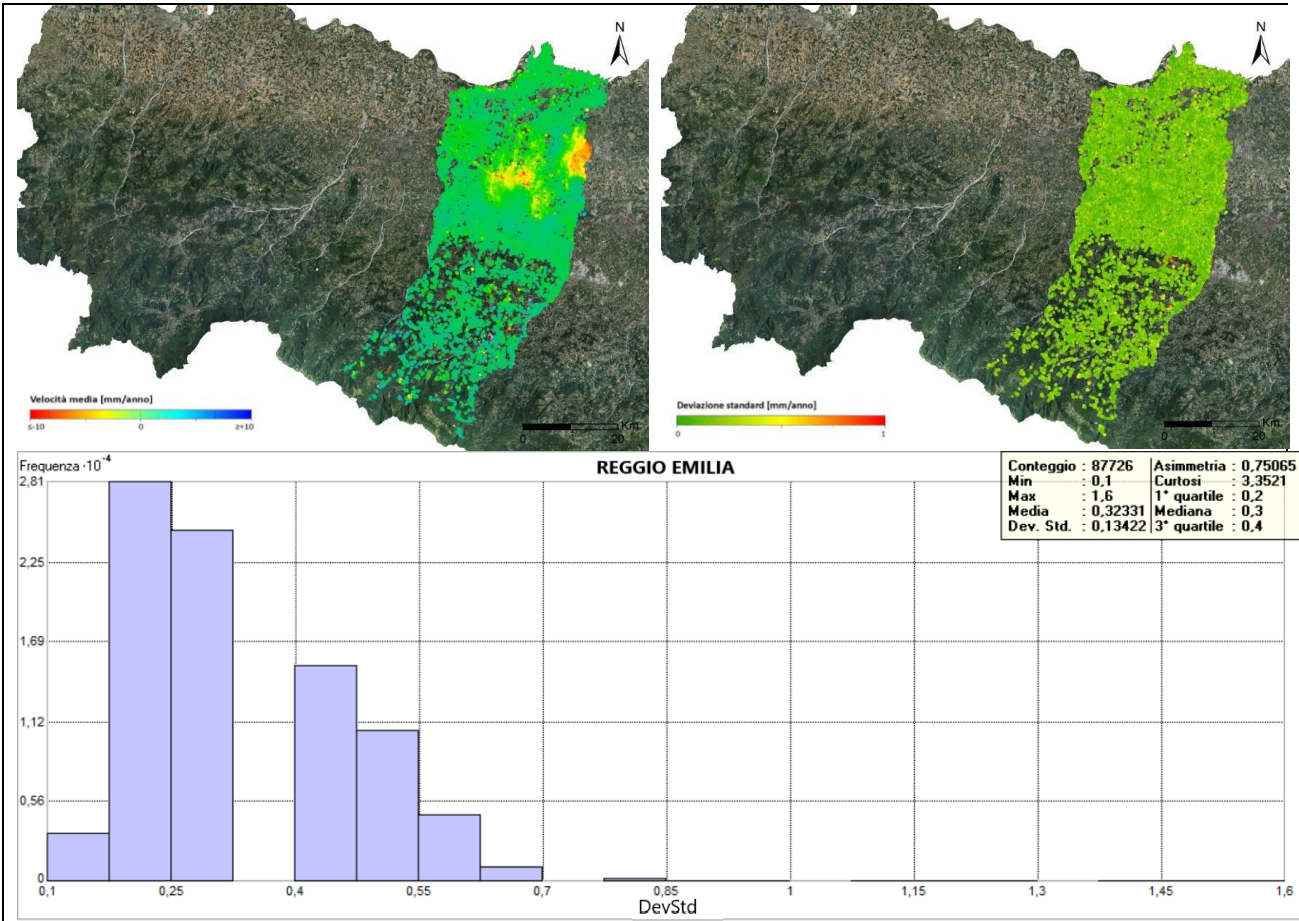 N
N
Velocità media [mm/anno]
≤-10 0 ≥+10
Km
0 20
Deviazione standard [mm/anno]
0 1
Km
0 20
Frequenza ·10⁻⁴
REGGIO EMILIA
Conteggio : 87726 Asimmetria : 0,75065
Min : 0,1 Curtosi : 3,3521
Max : 1,6 1° quartile : 0,2
Media : 0,32331 Mediana : 0,3
Dev. Std. : 0,13422 3° quartile : 0,4
2,81
2,25
1,69
1,12
0,56
0
0,1 0,25 0,4 0,55 0,7 0,85 1 1,15 1,3 1,45 1,6
DevStd